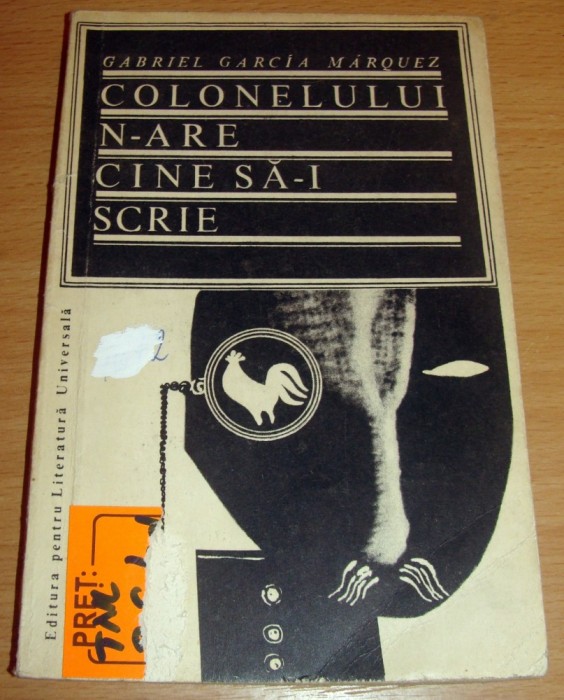 GABRIEL GARCÍA MÁRQUEZ
COLONELULUI
N-ARE
CINE SĂ-I
SCRIE
Editura pentru Literatură Universală
PREȚ: